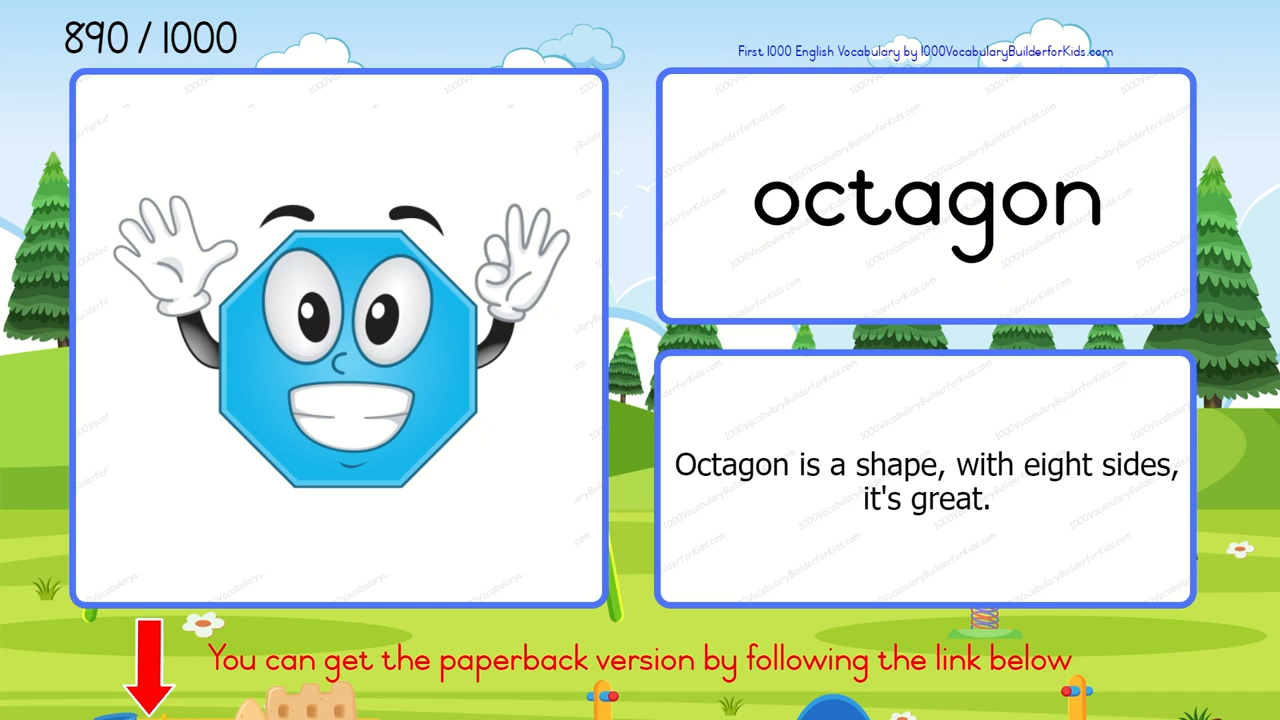 890 / 1000
First 1000 English Vocabulary by 1000VocabularyBuilderforKids.com
octagon
Octagon is a shape, with eight sides,
it's great.
You can get the paperback version by following the link below